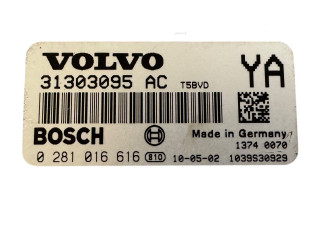 VOLVO
31303095 AC T5BVD YA
BOSCH
Made in Germany
1374 0070
0 281 016 616 810 10-05-02 1039S30929